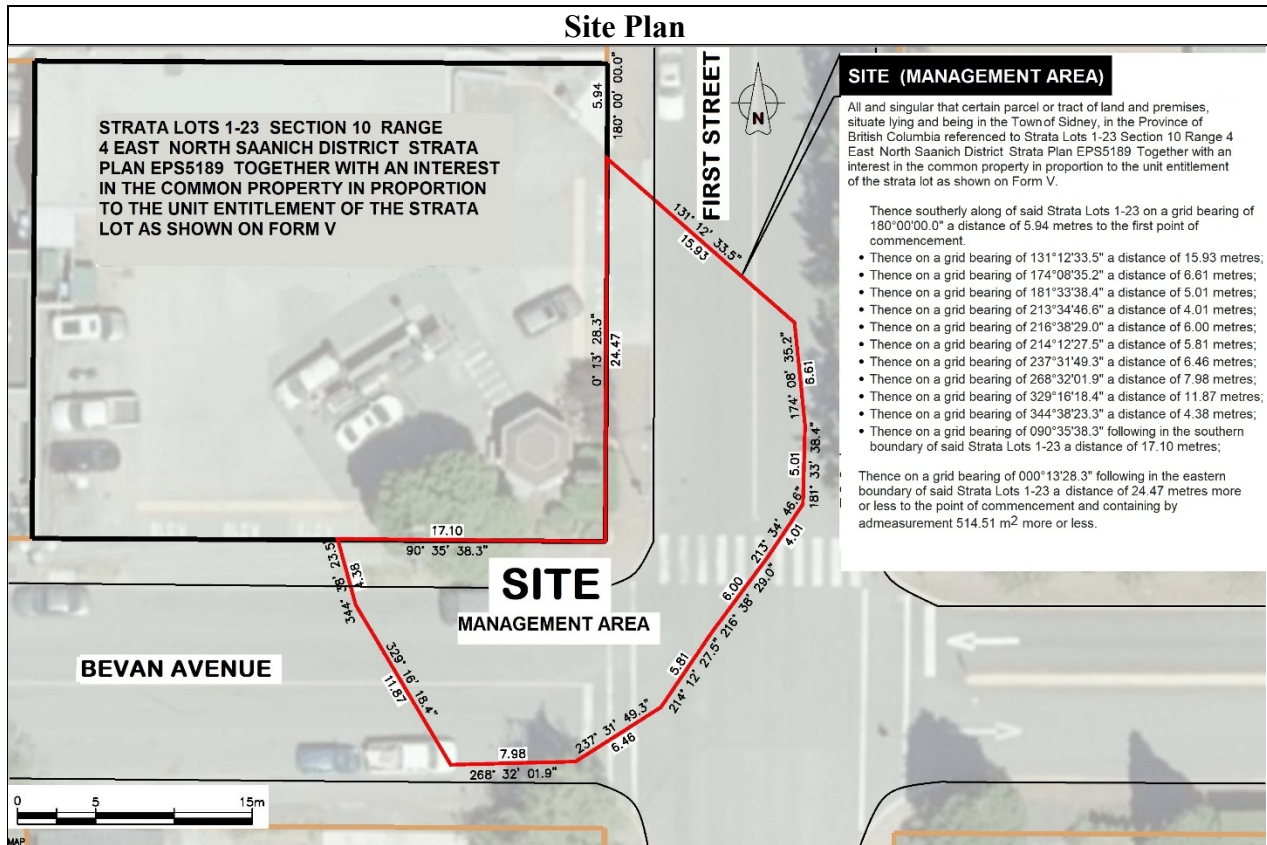 Site Plan
STRATA LOTS 1-23 SECTION 10 RANGE
4 EAST NORTH SAANICH DISTRICT STRATA
PLAN EPS5189 TOGETHER WITH AN INTEREST
IN THE COMMON PROPERTY IN PROPORTION
TO THE UNIT ENTITLEMENT OF THE STRATA
LOT AS SHOWN ON FORM V
5.94
180° 00' 00.0"
FIRST STREET
N
SITE (MANAGEMENT AREA)
All and singular that certain parcel or tract of land and premises,
situate lying and being in the Town of Sidney, in the Province of
British Columbia referenced to Strata Lots 1-23 Section 10 Range 4
East North Saanich District Strata Plan EPS5189 Together with an
interest in the common property in proportion to the unit entitlement
of the strata lot as shown on Form V.
Thence southerly along of said Strata Lots 1-23 on a grid bearing of
180°00'00.0" a distance of 5.94 metres to the first point of
commencement.
• Thence on a grid bearing of 131°12'33.5" a distance of 15.93 metres;
• Thence on a grid bearing of 174°08'35.2" a distance of 6.61 metres;
• Thence on a grid bearing of 181°33'38.4" a distance of 5.01 metres;
• Thence on a grid bearing of 213°34'46.6" a distance of 4.01 metres;
• Thence on a grid bearing of 216°38'29.0" a distance of 6.00 metres;
• Thence on a grid bearing of 214°12'27.5" a distance of 5.81 metres;
• Thence on a grid bearing of 237°31'49.3" a distance of 6.46 metres;
• Thence on a grid bearing of 268°32'01.9" a distance of 7.98 metres;
• Thence on a grid bearing of 329°16'18.4" a distance of 11.87 metres;
• Thence on a grid bearing of 344°38'23.3" a distance of 4.38 metres;
• Thence on a grid bearing of 090°35'38.3" following in the southern
boundary of said Strata Lots 1-23 a distance of 17.10 metres;
Thence on a grid bearing of 000°13'28.3" following in the eastern
boundary of said Strata Lots 1-23 a distance of 24.47 metres more
or less to the point of commencement and containing by
admeasurement 514.51 m2 more or less.
131° 12' 33.5"
15.93
0° 13' 28.3"
24.47
174° 08' 35.2"
6.61
5.01
181° 33' 38.4"
213° 34' 46.6"
4.01
6.00
216° 38' 29.0"
5.81
214° 12' 27.5"
237° 31' 49.3"
6.46
7.98
268° 32' 01.9"
329° 16' 18.4"
11.87
344° 38' 23.5"
4.38
17.10
90° 35' 38.3"
SITE
MANAGEMENT AREA
BEVAN AVENUE
0 5 15m
MAP